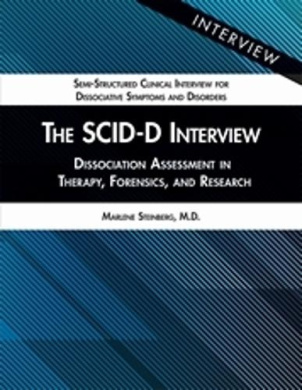 INTERVIEW
SEMI-STRUCTURED CLINICAL INTERVIEW FOR
DISSOCIATIVE SYMPTOMS AND DISORDERS
THE SCID-D INTERVIEW
DISSOCIATION ASSESSMENT IN
THERAPY, FORENSICS, AND RESEARCH
MARLENE STEINBERG, M.D.